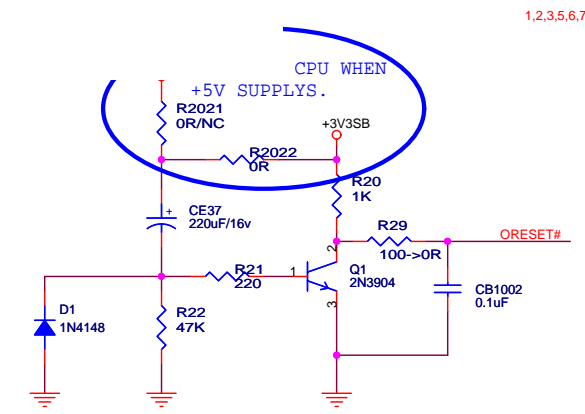 1,2,3,5,6,7
CPU WHEN
+5V SUPPLYS.
R2021
0R/NC
+3V3SB
R2022
0R
R20
1K
CE37
220uF/16v
+
R29
100->0R
ORESET#
2
R21
220
1
Q1
2N3904
3
CB1002
0.1uF
D1
1N4148
R22
47K